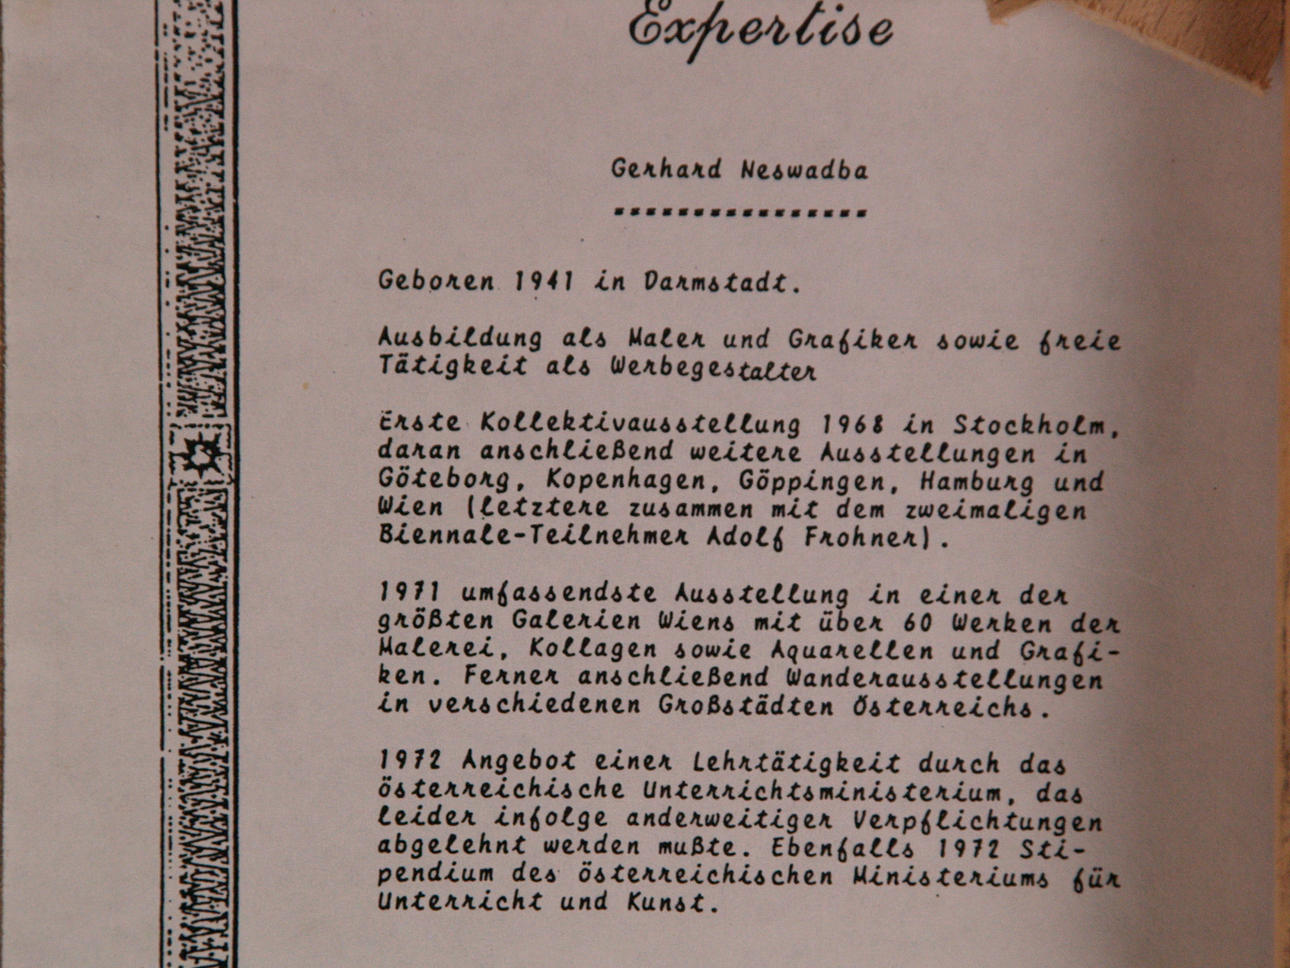 Expertise
Gerhard Neswadba
Geboren 1941 in Darmstadt.
Ausbildung als Maler und Grafiker sowie freie
Tätigkeit als Werbegestalter
Erste Kollektivausstellung 1968 in Stockholm,
daran anschließend weitere Ausstellungen in
Göteborg, Kopenhagen, Göppingen, Hamburg und
Wien (letztere zusammen mit dem zweimaligen
Biennale-Teilnehmer Adolf Frohner).
1971 umfassendste Ausstellung in einer der
größten Galerien Wiens mit über 60 Werken der
Malerei, Kollagen sowie Aquarellen und Grafi-
ken. Ferner anschließend Wanderausstellungen
in verschiedenen Großstädten Österreichs.
1972 Angebot einer Lehrtätigkeit durch das
österreichische Unterrichtsministerium, das
leider infolge anderweitiger Verpflichtungen
abgelehnt werden mußte. Ebenfalls 1972 Sti-
pendium des österreichischen Ministeriums für
Unterricht und Kunst.